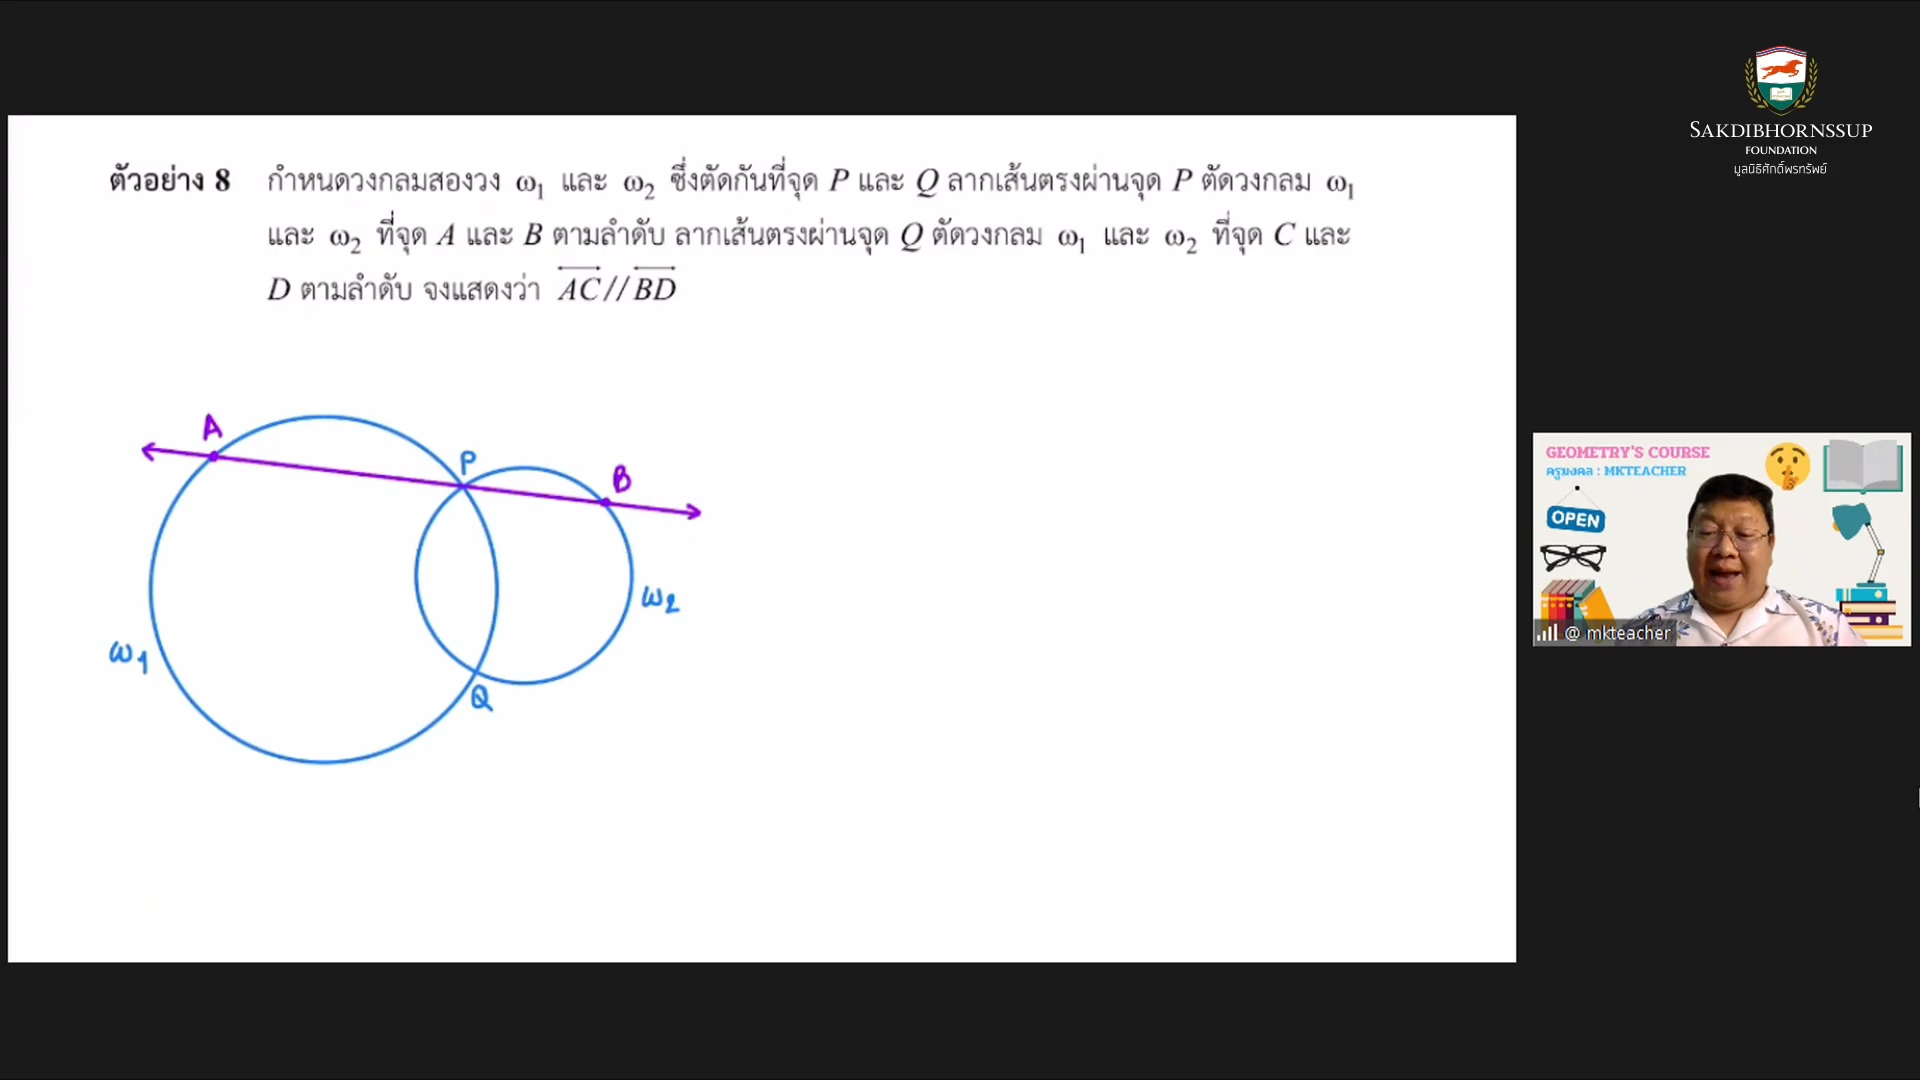 SAKDIBHORNSSUP
FOUNDATION
มูลนิธิศักดิ์พรทรัพย์
ตัวอย่าง 8 กำหนดวงกลมสองวง ω₁ และ ω₂ ซึ่งตัดกันที่จุด P และ Q ลากเส้นตรงผ่านจุด P ตัดวงกลม ω₁
และ ω₂ ที่จุด A และ B ตามลำดับ ลากเส้นตรงผ่านจุด Q ตัดวงกลม ω₁ และ ω₂ ที่จุด C และ
D ตามลำดับ จงแสดงว่า AC//BD
A
P
B
ω₂
ω₁
Q
GEOMETRY'S COURSE
ครูมงคล : MKTEACHER
OPEN
@ mkteacher